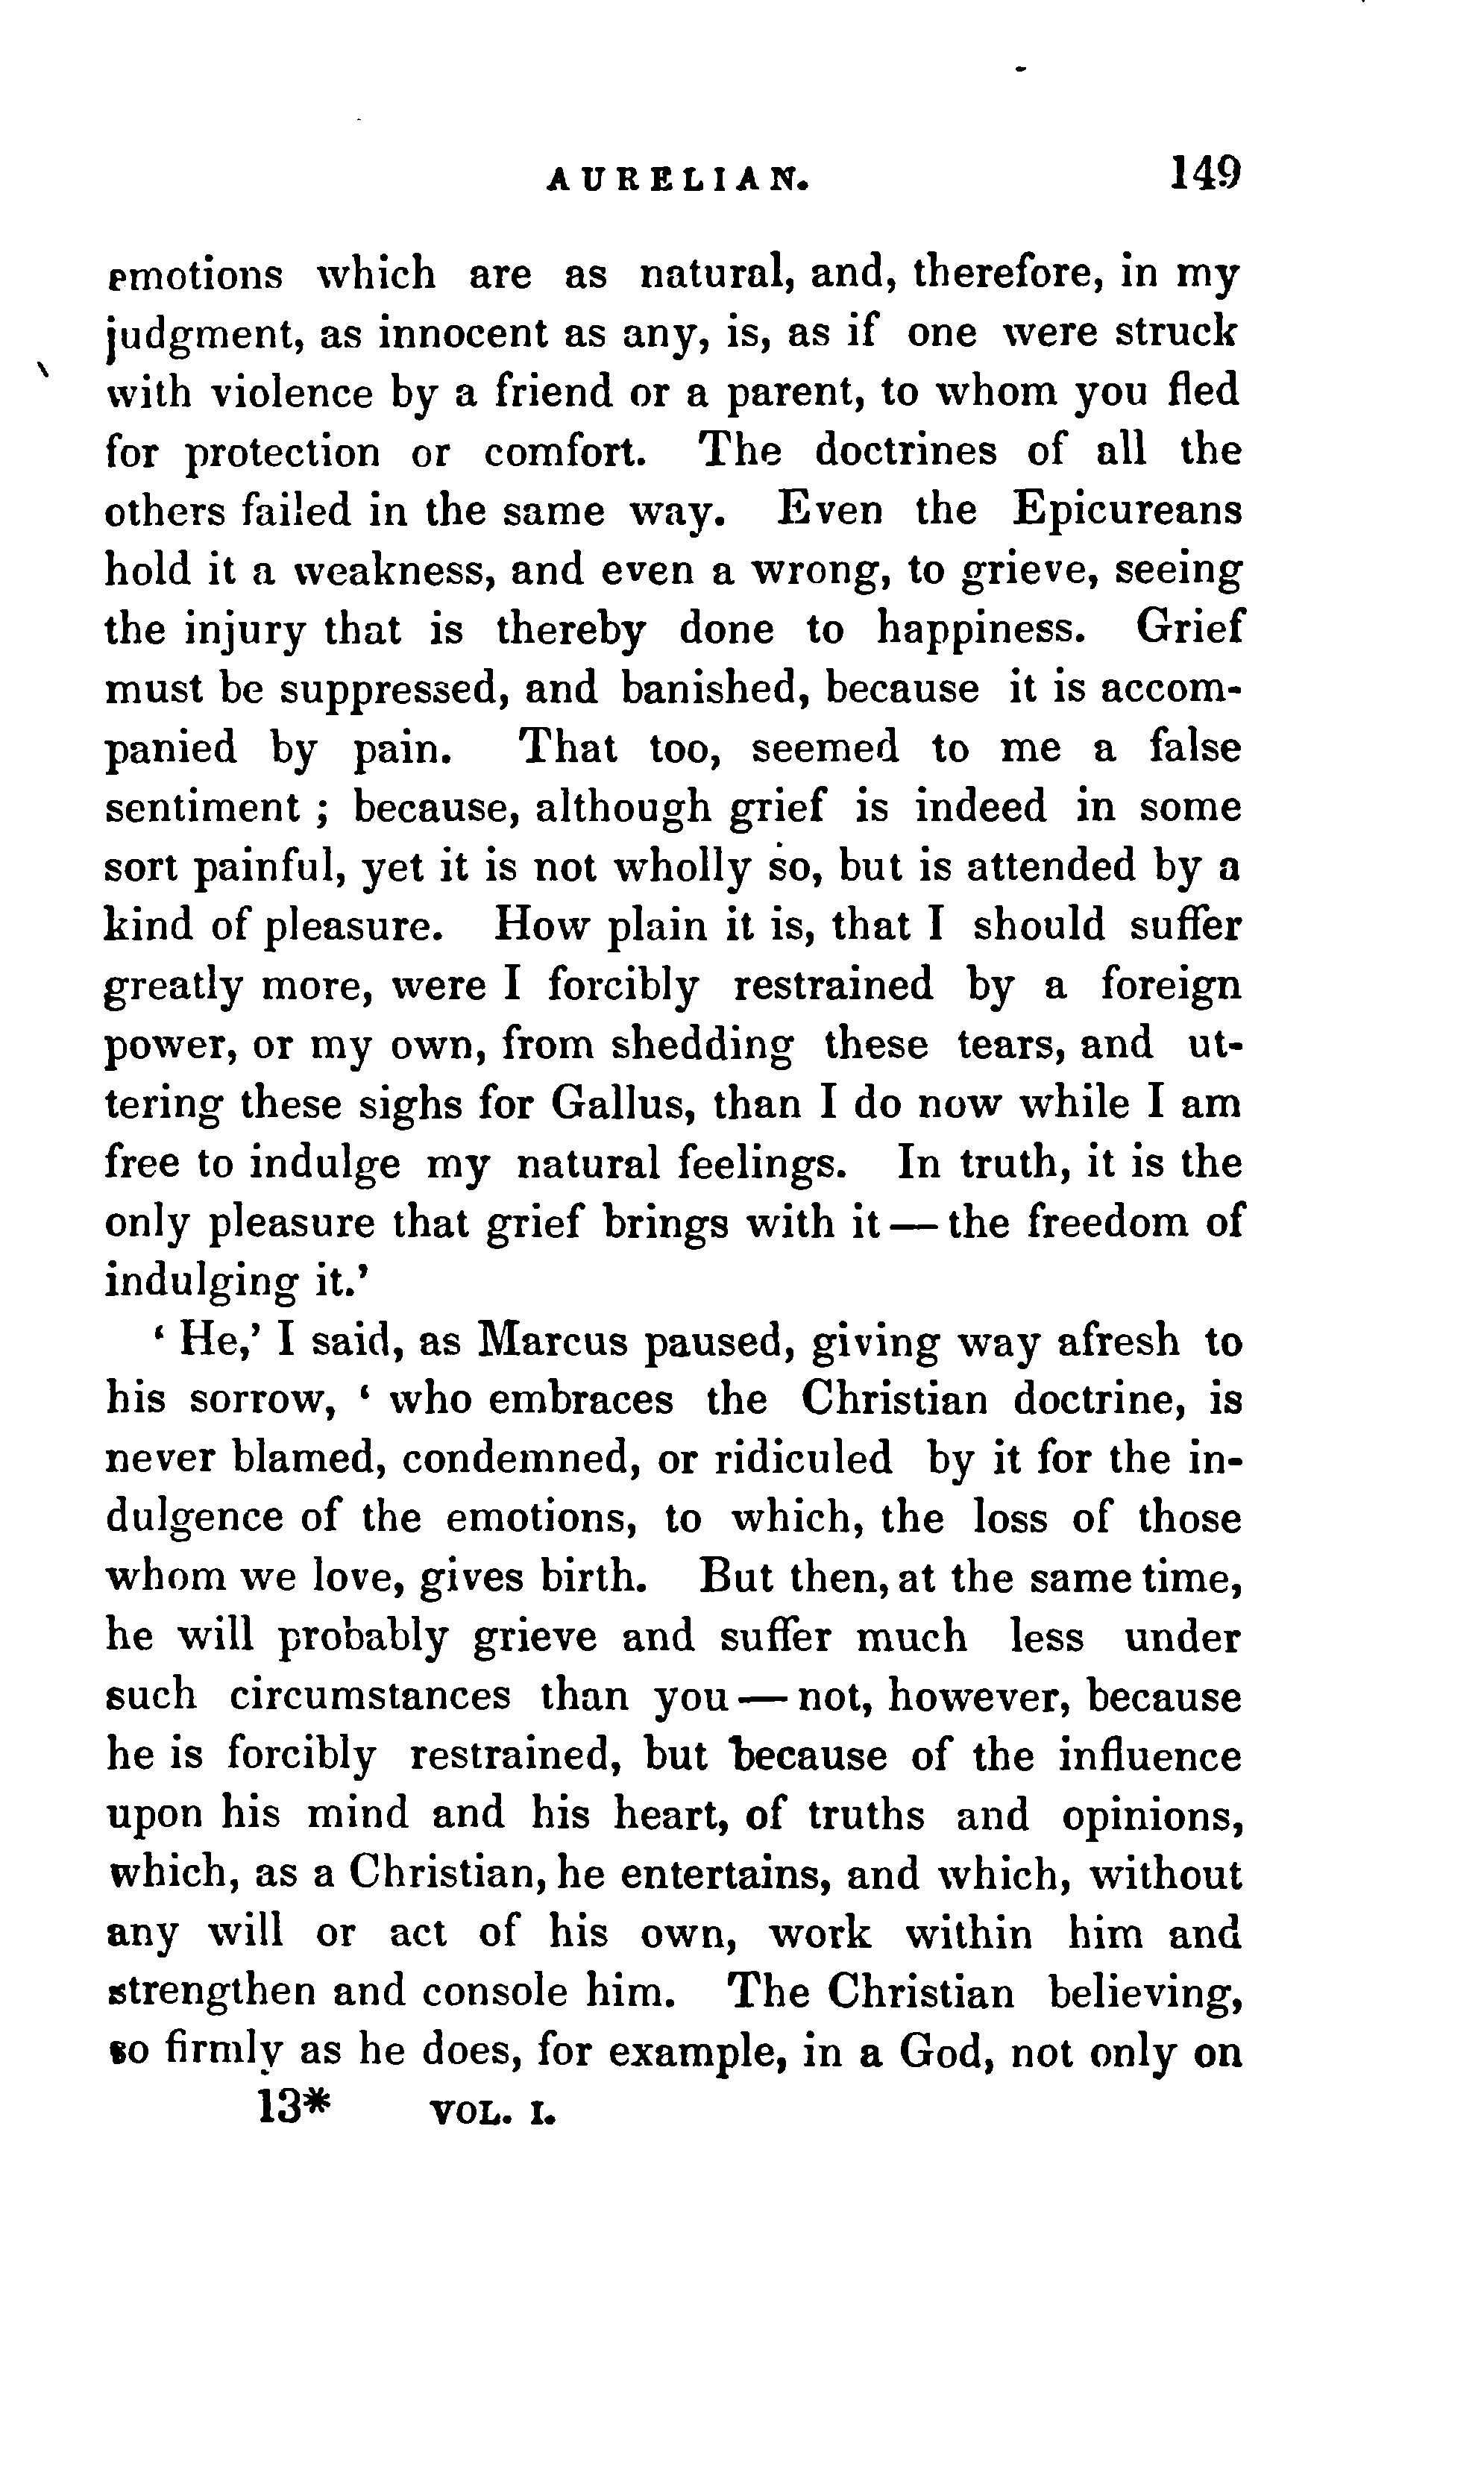 AURELIAN. 149
emotions which are as natural, and, therefore, in my
judgment, as innocent as any, is, as if one were struck
with violence by a friend or a parent, to whom you fled
for protection or comfort. The doctrines of all the
others failed in the same way. Even the Epicureans
hold it a weakness, and even a wrong, to grieve, seeing
the injury that is thereby done to happiness. Grief
must be suppressed, and banished, because it is accom-
panied by pain. That too, seemed to me a false
sentiment ; because, although grief is indeed in some
sort painful, yet it is not wholly so, but is attended by a
kind of pleasure. How plain it is, that I should suffer
greatly more, were I forcibly restrained by a foreign
power, or my own, from shedding these tears, and ut-
tering these sighs for Gallus, than I do now while I am
free to indulge my natural feelings. In truth, it is the
only pleasure that grief brings with it — the freedom of
indulging it.’
‘ He,’ I said, as Marcus paused, giving way afresh to
his sorrow, ‘ who embraces the Christian doctrine, is
never blamed, condemned, or ridiculed by it for the in-
dulgence of the emotions, to which, the loss of those
whom we love, gives birth. But then, at the same time,
he will probably grieve and suffer much less under
such circumstances than you — not, however, because
he is forcibly restrained, but because of the influence
upon his mind and his heart, of truths and opinions,
which, as a Christian, he entertains, and which, without
any will or act of his own, work within him and
strengthen and console him. The Christian believing,
so firmly as he does, for example, in a God, not only on
13* VOL. I.